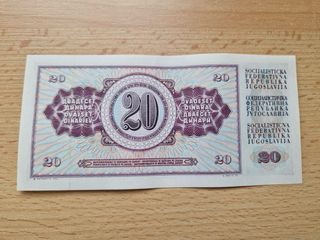 20
SOCIJALISTIČKA
FEDERATIVNA
REPUBLIKA
JUGOSLAVIJA
ДВАДЕСЕТ
ДИНАРА
DVAJSET
DINARJEV
20
DVADESET
DINARA
ДВАЕСЕТ
ДИНАРИ
СОЦИЈАЛИСТИЧКА
ФЕДЕРАТИВНА
РЕПУБЛИКА
ЈУГОСЛАВИЈА
SOCIALISTIČNA
FEDERATIVNA
REPUBLIKA
JUGOSLAVIJA
20
20